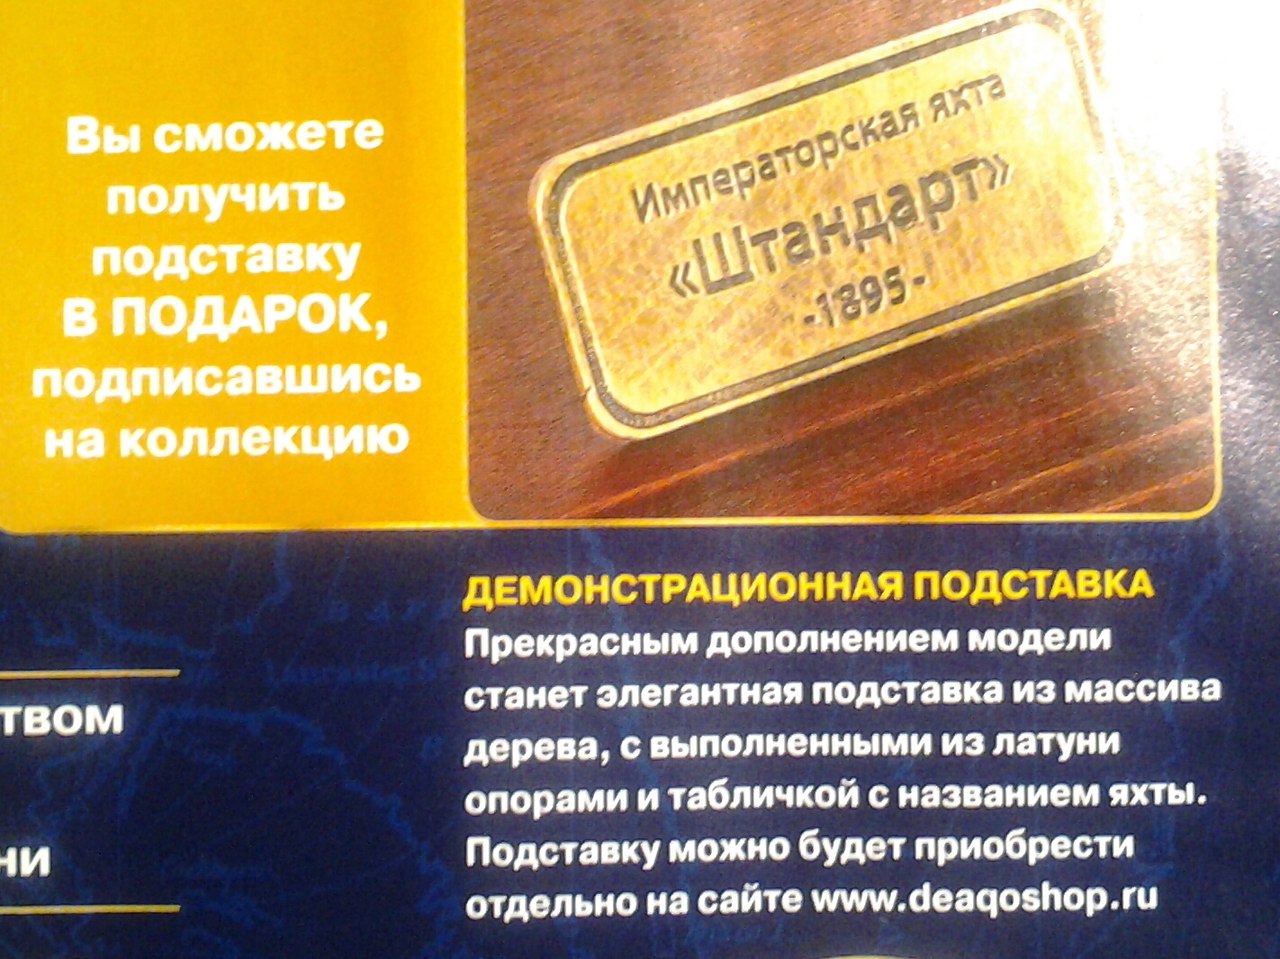 Вы сможете
получить
подставку
В ПОДАРОК,
подписавшись
на коллекцию
Императорская яхта
«Штандарт»
-1895-
ТВОМ
НИ
ДЕМОНСТРАЦИОННАЯ ПОДСТАВКА
Прекрасным дополнением модели
станет элегантная подставка из массива
дерева, с выполненными из латуни
опорами и табличкой с названием яхты.
Подставку можно будет приобрести
отдельно на сайте www.deaqoshop.ru